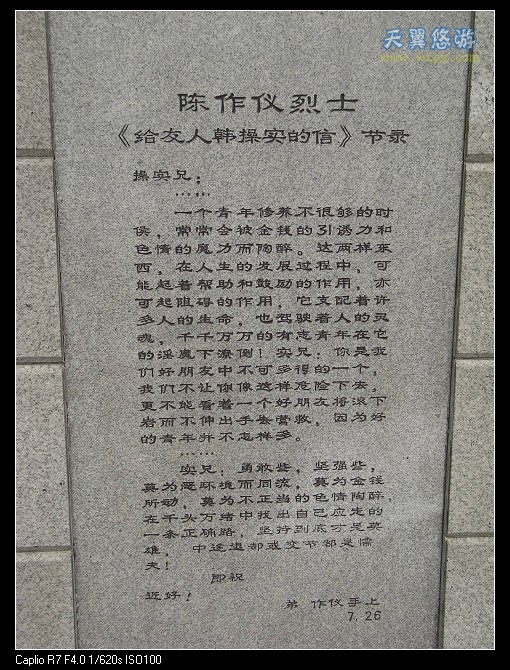 天翼悠游
陈作仪烈士
《给友人韩操实的信》节录
操实兄：
……
一个青年修养不很够的时
侯，常常会被金钱的引诱力和
色情的魔力而陶醉。这两样东
西，在人生的发展过程中，可
能起着帮助和鼓励的作用，亦
可起阻碍的作用，它支配着许
多人的生命，也驾驶着人的灵
魂，千千万万的有志青年在它
的淫魔下潦倒！实兄：你是我
们好朋友中不可多得的一个，
我们不让你像这样危险下去，
更不能看着一个好朋友将滚下
岩而不伸出手去营救，因为好
的青年并不怎样多。
……
实兄：勇敢些，坚强些，
莫为恶环境而同流，莫为金钱
所动，莫为不正当的色情陶醉，
在千头万绪中找出自己应走的
一条正确路，坚持到底才是英
雄，中途退却或变节都是懦
夫！
即祝
近好！
弟 作仪手上
7.26
Caplio R7 F4.0 1/620s ISO100